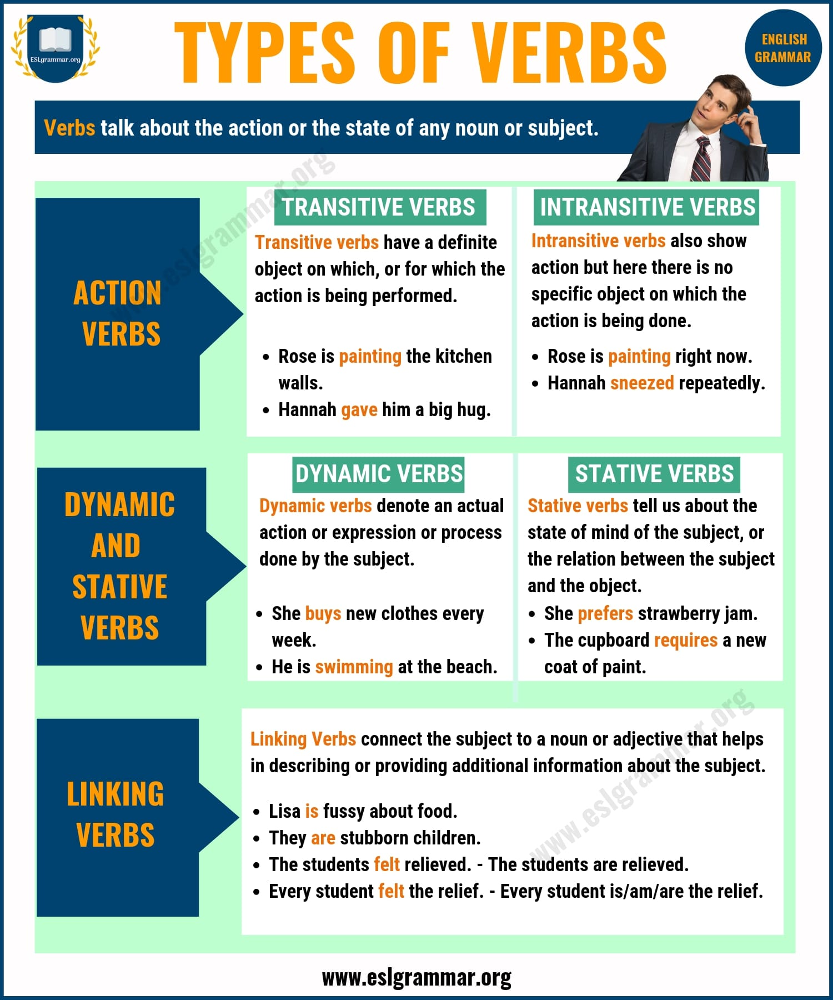 ESLgrammar.org
TYPES OF VERBS
ENGLISH
GRAMMAR
Verbs talk about the action or the state of any noun or subject.
ACTION
VERBS
TRANSITIVE VERBS
Transitive verbs have a definite
object on which, or for which the
action is being performed.
• Rose is painting the kitchen
walls.
• Hannah gave him a big hug.
INTRANSITIVE VERBS
Intransitive verbs also show
action but here there is no
specific object on which the
action is being done.
• Rose is painting right now.
• Hannah sneezed repeatedly.
www.eslgrammar.org
DYNAMIC
AND
STATIVE
VERBS
DYNAMIC VERBS
Dynamic verbs denote an actual
action or expression or process
done by the subject.
• She buys new clothes every
week.
• He is swimming at the beach.
STATIVE VERBS
Stative verbs tell us about the
state of mind of the subject, or
the relation between the subject
and the object.
• She prefers strawberry jam.
• The cupboard requires a new
coat of paint.
LINKING
VERBS
Linking Verbs connect the subject to a noun or adjective that helps
in describing or providing additional information about the subject.
• Lisa is fussy about food.
• They are stubborn children.
• The students felt relieved. - The students are relieved.
• Every student felt the relief. - Every student is/am/are the relief.
www.eslgrammar.org
www.eslgrammar.org